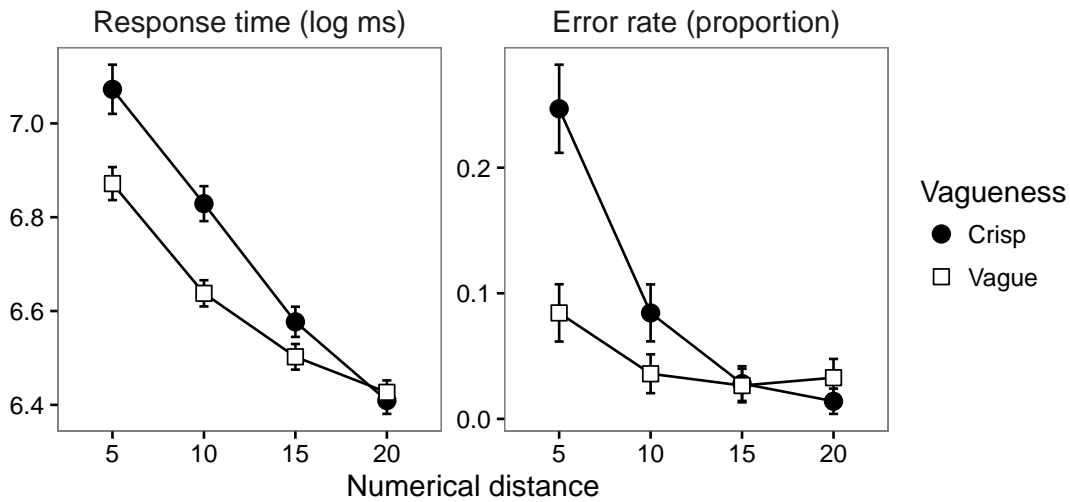 Response time (log ms)
Error rate (proportion)
7.0
6.8
6.6
6.4
0.2
0.1
0.0
5 10 15 20
5 10 15 20
Numerical distance
Vagueness
Crisp
Vague